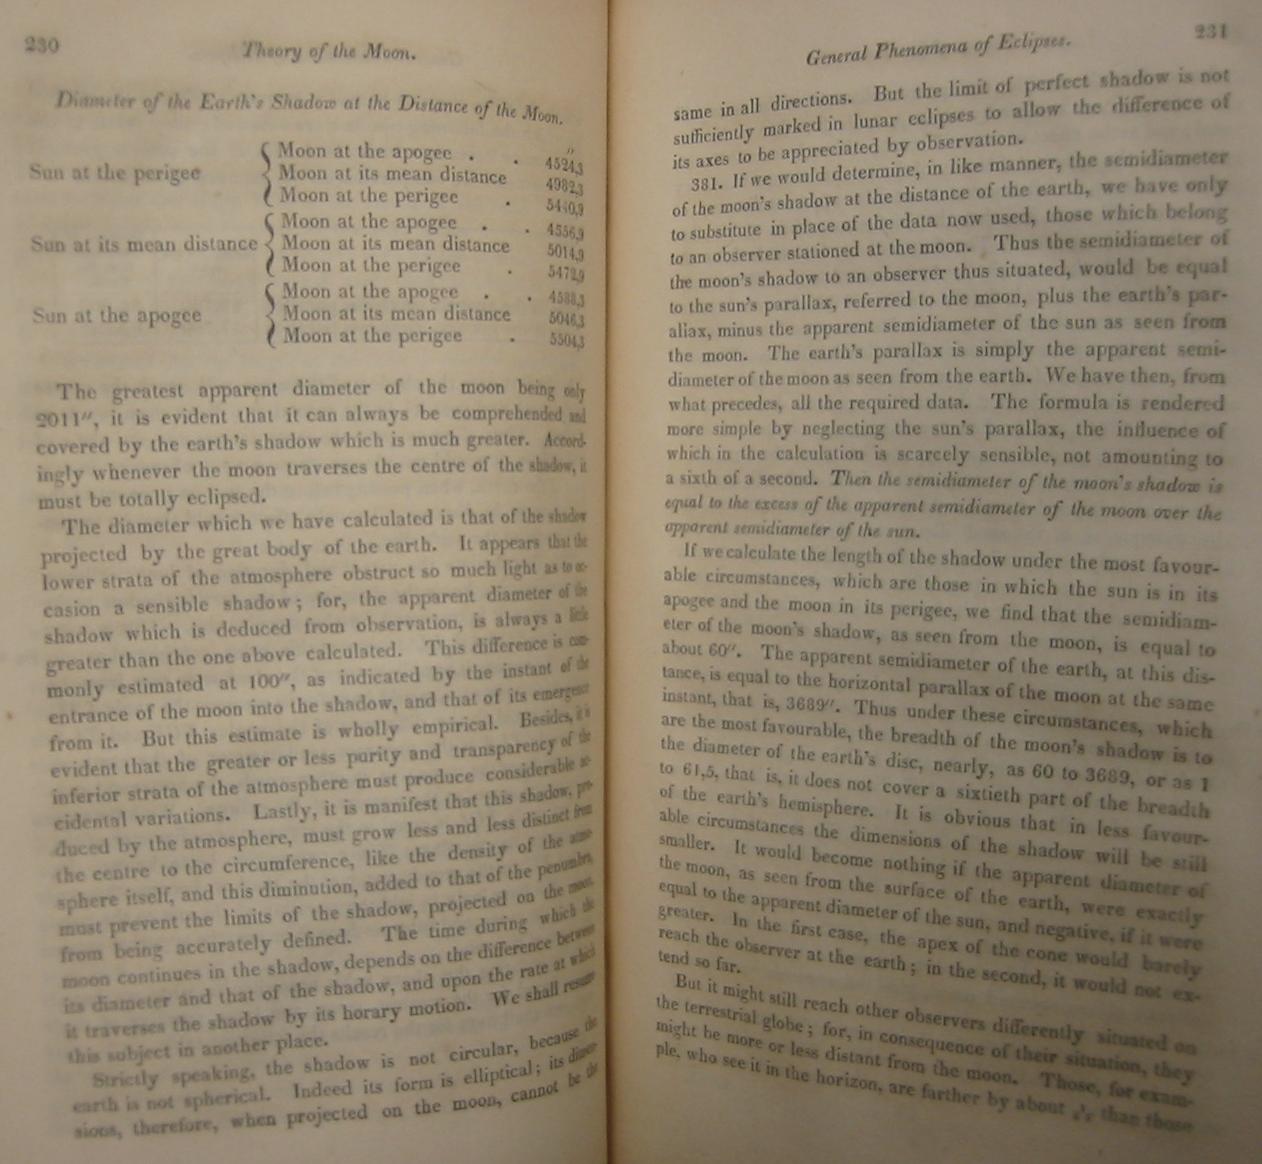 230
Theory of the Moon.
Diameter of the Earth's Shadow at the Distance of the Moon.
Sun at the perigee
Moon at the apogee . . 4524,3"
Moon at its mean distance 4982,3
Moon at the perigee . 5440,9
Sun at its mean distance
Moon at the apogee . . 4556,9
Moon at its mean distance 5014,9
Moon at the perigee . 5472,9
Sun at the apogee
Moon at the apogee . . 4588,3
Moon at its mean distance 5046,3
Moon at the perigee . 5504,3
The greatest apparent diameter of the moon being only
2011", it is evident that it can always be comprehended and
covered by the earth's shadow which is much greater. Accord-
ingly whenever the moon traverses the centre of the shadow, it
must be totally eclipsed.
The diameter which we have calculated is that of the shadow
projected by the great body of the earth. It appears that the
lower strata of the atmosphere obstruct so much light as to oc-
casion a sensible shadow; for, the apparent diameter of the
shadow which is deduced from observation, is always a little
greater than the one above calculated. This difference is com-
monly estimated at 100", as indicated by the instant of the
entrance of the moon into the shadow, and that of its emergence
from it. But this estimate is wholly empirical. Besides, it is
evident that the greater or less purity and transparency of the
inferior strata of the atmosphere must produce considerable ac-
cidental variations. Lastly, it is manifest that this shadow, pro-
duced by the atmosphere, must grow less and less distinct from
the centre to the circumference, like the density of the atmo-
sphere itself, and this diminution, added to that of the penumbra,
must prevent the limits of the shadow, projected on the moon,
from being accurately defined. The time during which the
moon continues in the shadow, depends on the difference between
its diameter and that of the shadow, and upon the rate at which
it traverses the shadow by its horary motion. We shall resume
this subject in another place.
Strictly speaking, the shadow is not circular, because the
earth is not spherical. Indeed its form is elliptical; its dimen-
sions, therefore, when projected on the moon, cannot be the
General Phenomena of Eclipses.
231
same in all directions. But the limit of perfect shadow is not
sufficiently marked in lunar eclipses to allow the difference of
its axes to be appreciated by observation.
381. If we would determine, in like manner, the semidiameter
of the moon's shadow at the distance of the earth, we have only
to substitute in place of the data now used, those which belong
to an observer stationed at the moon. Thus the semidiameter of
the moon's shadow to an observer thus situated, would be equal
to the sun's parallax, referred to the moon, plus the earth's par-
allax, minus the apparent semidiameter of the sun as seen from
the moon. The earth's parallax is simply the apparent semi-
diameter of the moon as seen from the earth. We have then, from
what precedes, all the required data. The formula is rendered
more simple by neglecting the sun's parallax, the influence of
which in the calculation is scarcely sensible, not amounting to
a sixth of a second. Then the semidiameter of the moon's shadow is
equal to the excess of the apparent semidiameter of the moon over the
apparent semidiameter of the sun.
If we calculate the length of the shadow under the most favour-
able circumstances, which are those in which the sun is in its
apogee and the moon in its perigee, we find that the semidiam-
eter of the moon's shadow, as seen from the moon, is equal to
about 60". The apparent semidiameter of the earth, at this dis-
tance, is equal to the horizontal parallax of the moon at the same
instant, that is, 3689". Thus under these circumstances, which
are the most favourable, the breadth of the moon's shadow is to
the diameter of the earth's disc, nearly, as 60 to 3689, or as 1
to 61,5, that is, it does not cover a sixtieth part of the breadth
of the earth's hemisphere. It is obvious that in less favour-
able circumstances the dimensions of the shadow will be still
smaller. It would become nothing if the apparent diameter of
the moon, as seen from the surface of the earth, were exactly
equal to the apparent diameter of the sun, and negative, if it were
greater. In the first case, the apex of the cone would barely
reach the observer at the earth; in the second, it would not ex-
tend so far.
But it might still reach other observers differently situated on
the terrestrial globe; for, in consequence of their situation, they
might be more or less distant from the moon. Those, for exam-
ple, who see it in the horizon, are farther by about than those